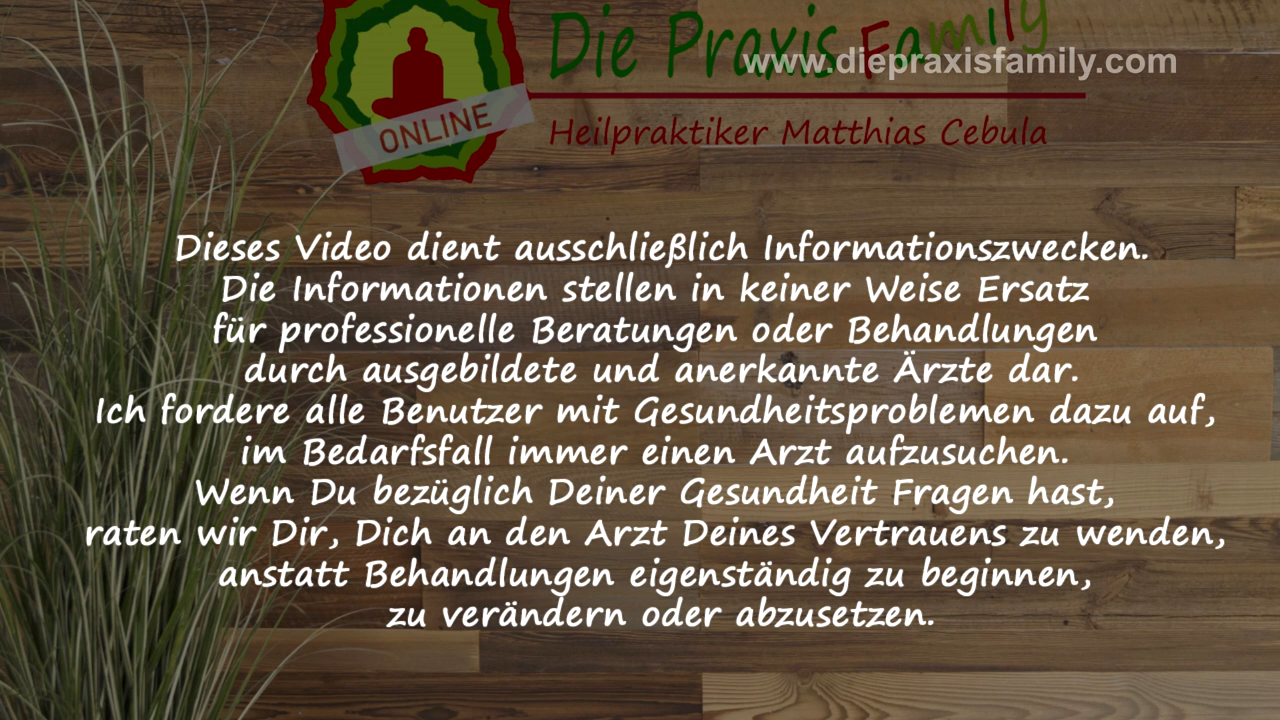 Die Praxis Family
www.diepraxisfamily.com
ONLINE
Heilpraktiker Matthias Cebula
Dieses Video dient ausschließlich Informationszwecken.
Die Informationen stellen in keiner Weise Ersatz
für professionelle Beratungen oder Behandlungen
durch ausgebildete und anerkannte Ärzte dar.
Ich fordere alle Benutzer mit Gesundheitsproblemen dazu auf,
im Bedarfsfall immer einen Arzt aufzusuchen.
Wenn Du bezüglich Deiner Gesundheit Fragen hast,
raten wir Dir, Dich an den Arzt Deines Vertrauens zu wenden,
anstatt Behandlungen eigenständig zu beginnen,
zu verändern oder abzusetzen.